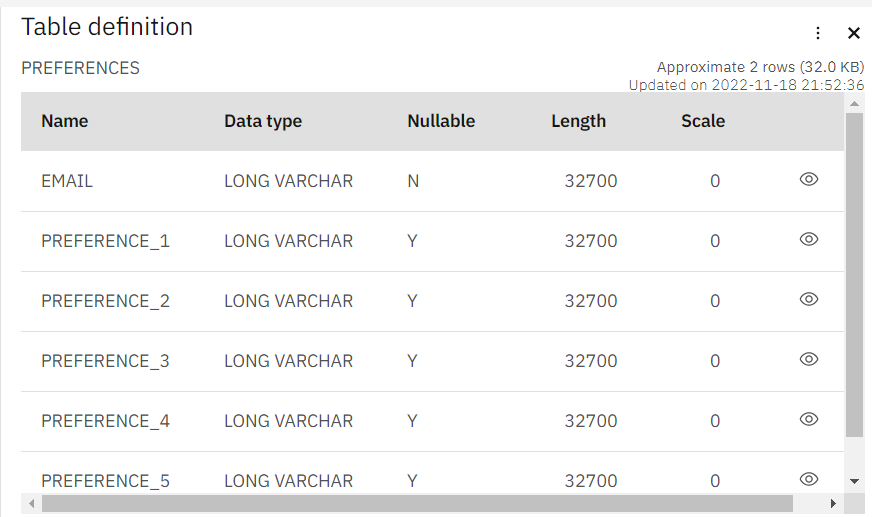 Table definition
PREFERENCES
Approximate 2 rows (32.0 KB)
Updated on 2022-11-18 21:52:36
Name Data type Nullable Length Scale
EMAIL LONG VARCHAR N 32700 0
PREFERENCE_1 LONG VARCHAR Y 32700 0
PREFERENCE_2 LONG VARCHAR Y 32700 0
PREFERENCE_3 LONG VARCHAR Y 32700 0
PREFERENCE_4 LONG VARCHAR Y 32700 0
PREFERENCE_5 LONG VARCHAR Y 32700 0